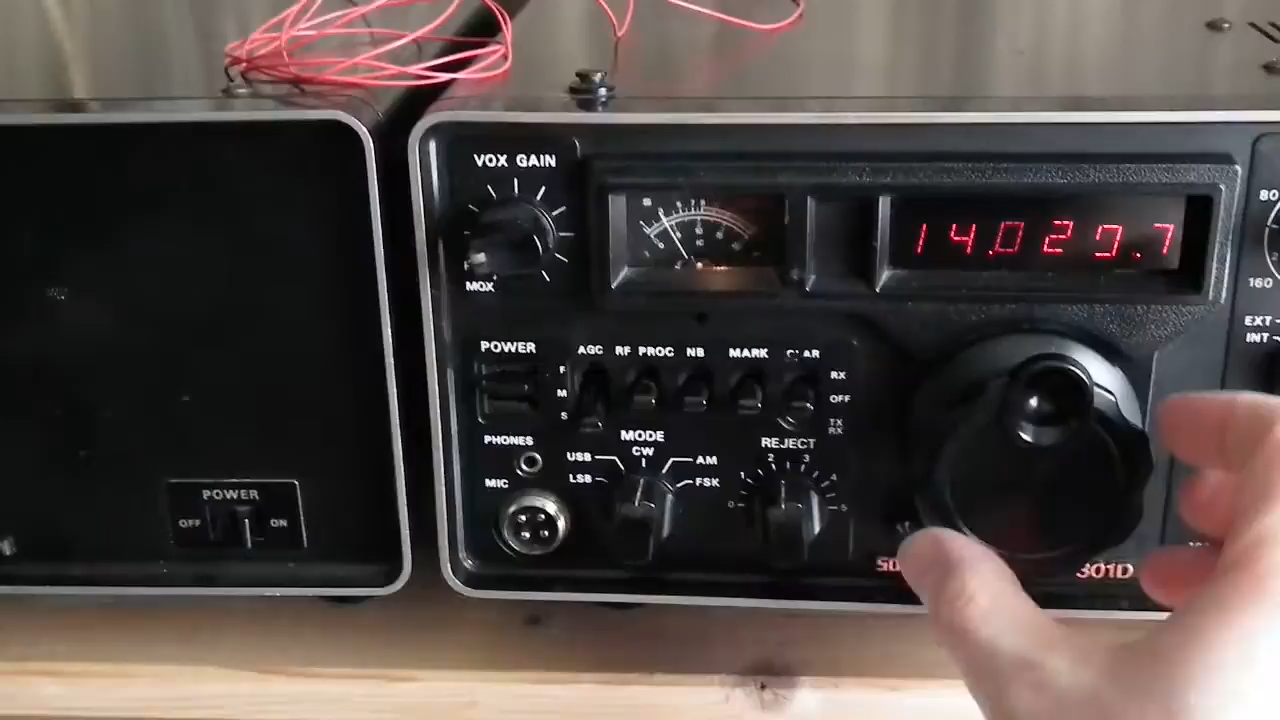 VOX GAIN
MOX
14.029.7
80
160
EXT
INT
POWER
AGC RF PROC NB MARK
F
M
S
RX
OFF
TX
RX
PHONES
MIC
MODE
CW
USB
LSB
AM
FSK
REJECT
0 1 2 3 4 5
POWER
OFF ON
301D